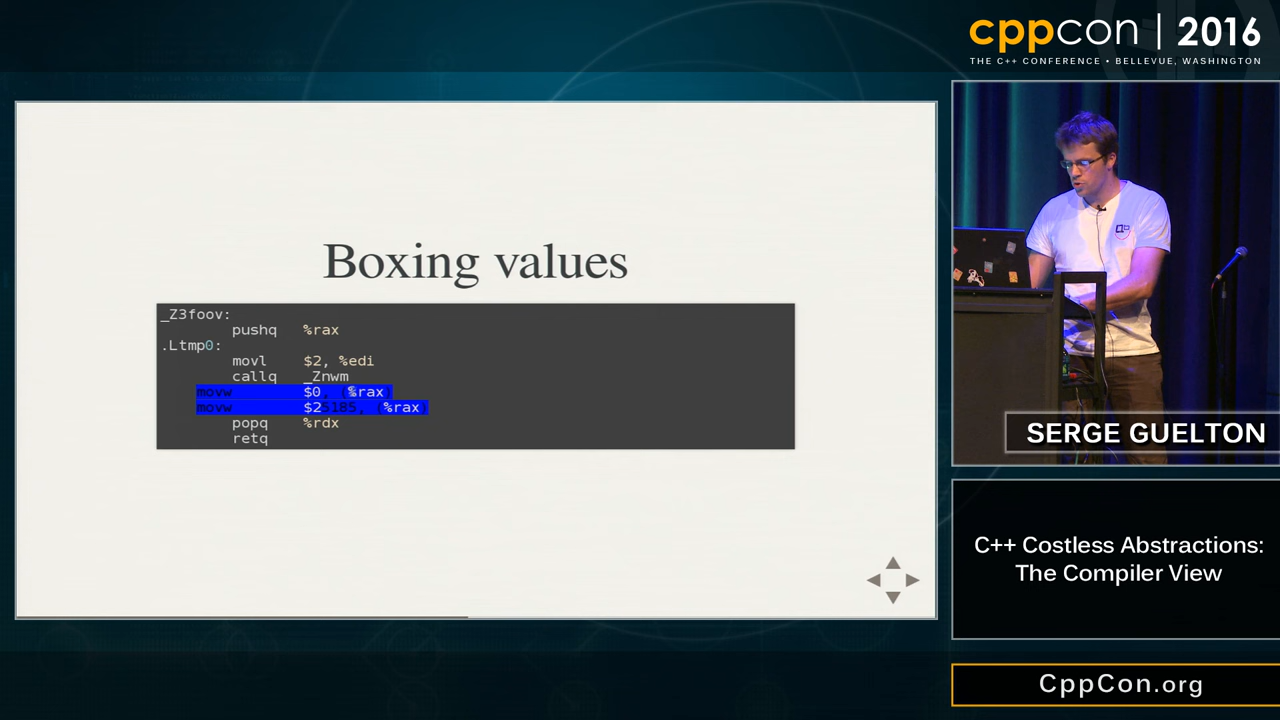 cppcon | 2016
THE C++ CONFERENCE • BELLEVUE, WASHINGTON
Boxing values
_Z3foov:
pushq %rax
.Ltmp0:
movl $2, %edi
callq _Znwm
movw $0, (%rax)
movw $25185, (%rax)
popq %rdx
retq
SERGE GUELTON
C++ Costless Abstractions:
The Compiler View
CppCon.org